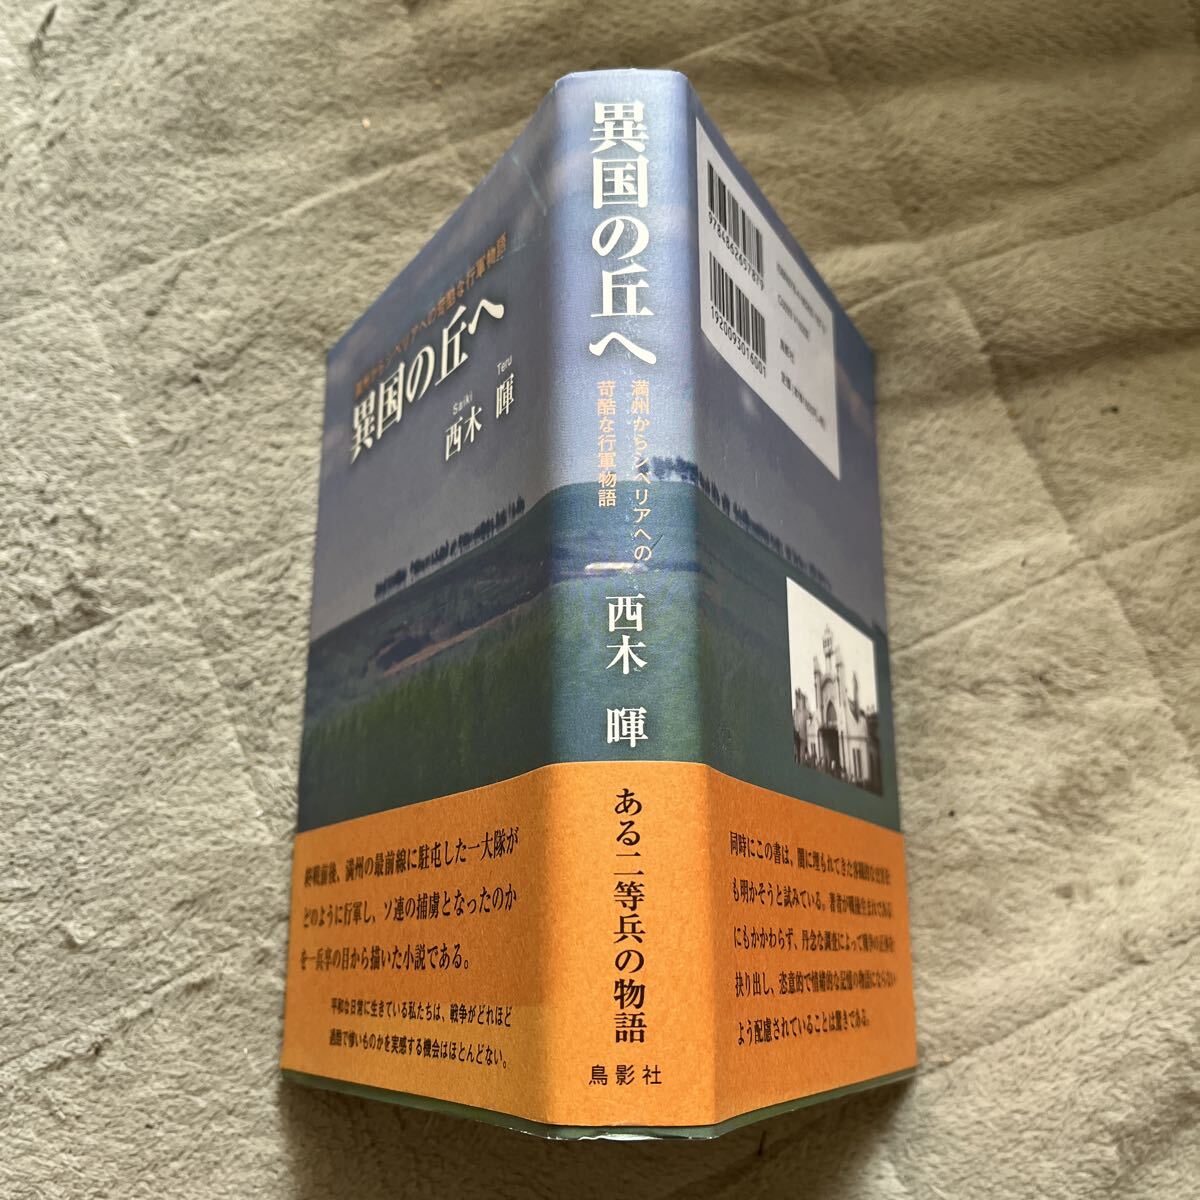 満州からシベリアへの苛酷な行軍物語
異国の丘へ
Saiki Teru
西木 暉
終戦前後、満州の最前線に駐屯した一大隊が
どのように行軍し、ソ連の捕虜となったのか
を一兵卒の目から描いた小説である。
平和な日常に生きている私たちは、戦争がどれほど
過酷で惨いものかを実感する機会はほとんどない。
異国の丘へ
満州からシベリアへの
苛酷な行軍物語
西木 暉
ある二等兵の物語
鳥影社
9784862657879
1920093016001
同時にこの書は、闇に埋られてきた
も明かそうと試みている。著者が戦後生まれである
にもかかわらず、丹念な調査によって戦争の
抉り出し、恣意的で情緒的な記憶の物語にならない
よう配慮されていることは驚きである。